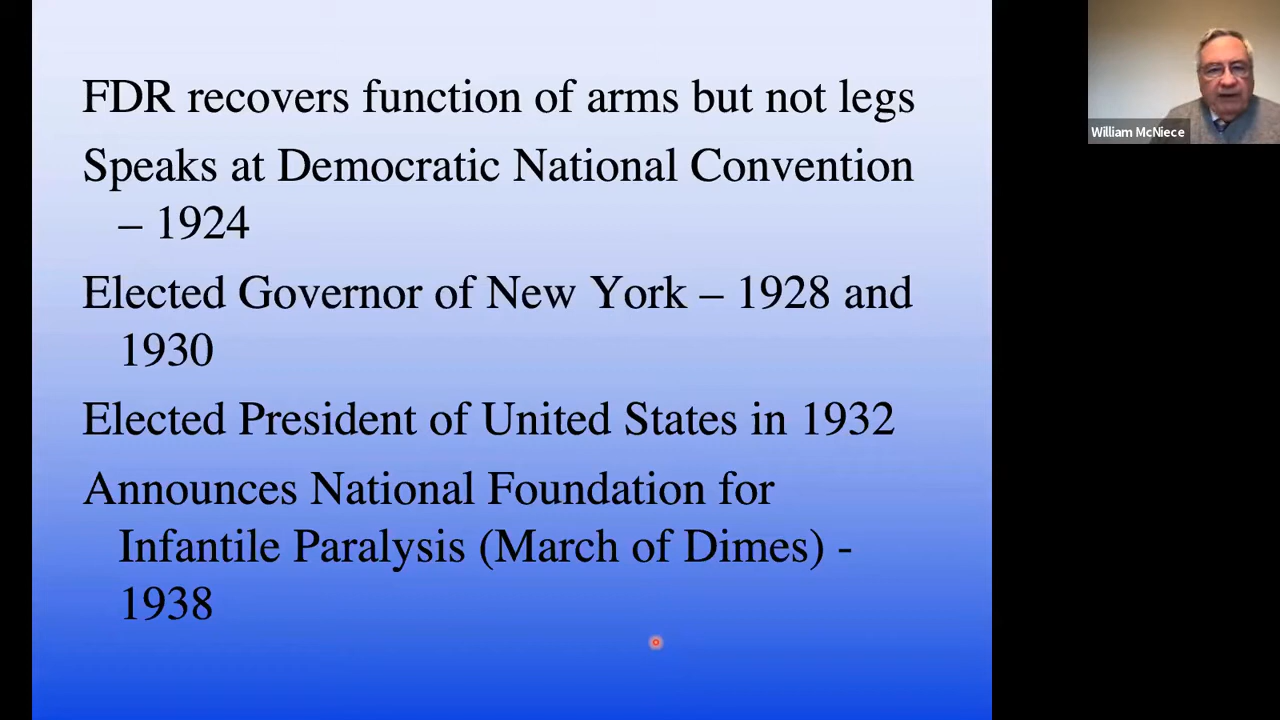 FDR recovers function of arms but not legs
Speaks at Democratic National Convention
– 1924
Elected Governor of New York – 1928 and
1930
Elected President of United States in 1932
Announces National Foundation for
Infantile Paralysis (March of Dimes) -
1938
William McNiece